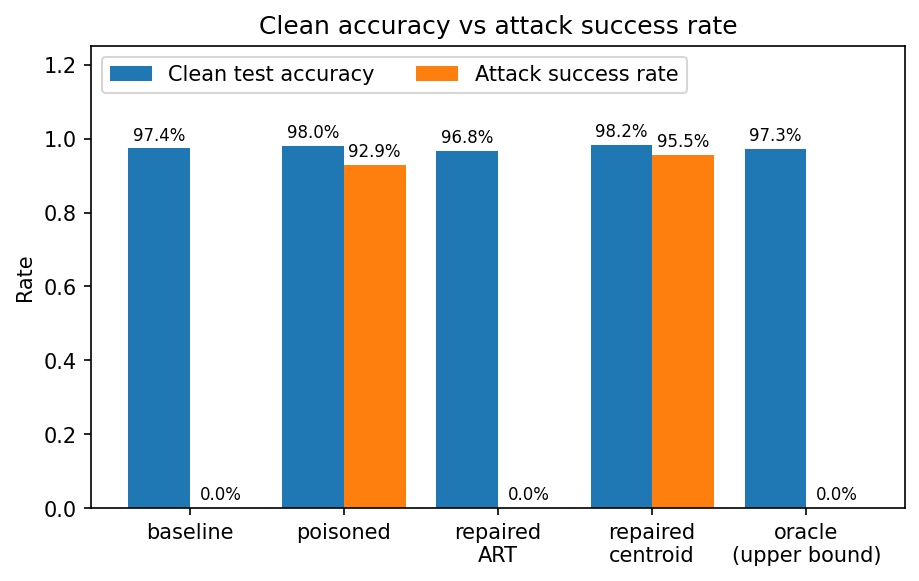 Clean accuracy vs attack success rate
Clean test accuracy
Attack success rate
Rate
1.2
1.0
0.8
0.6
0.4
0.2
0.0
97.4%
0.0%
98.0%
92.9%
96.8%
0.0%
98.2%
95.5%
97.3%
0.0%
baseline
poisoned
repaired
ART
repaired
centroid
oracle
(upper bound)